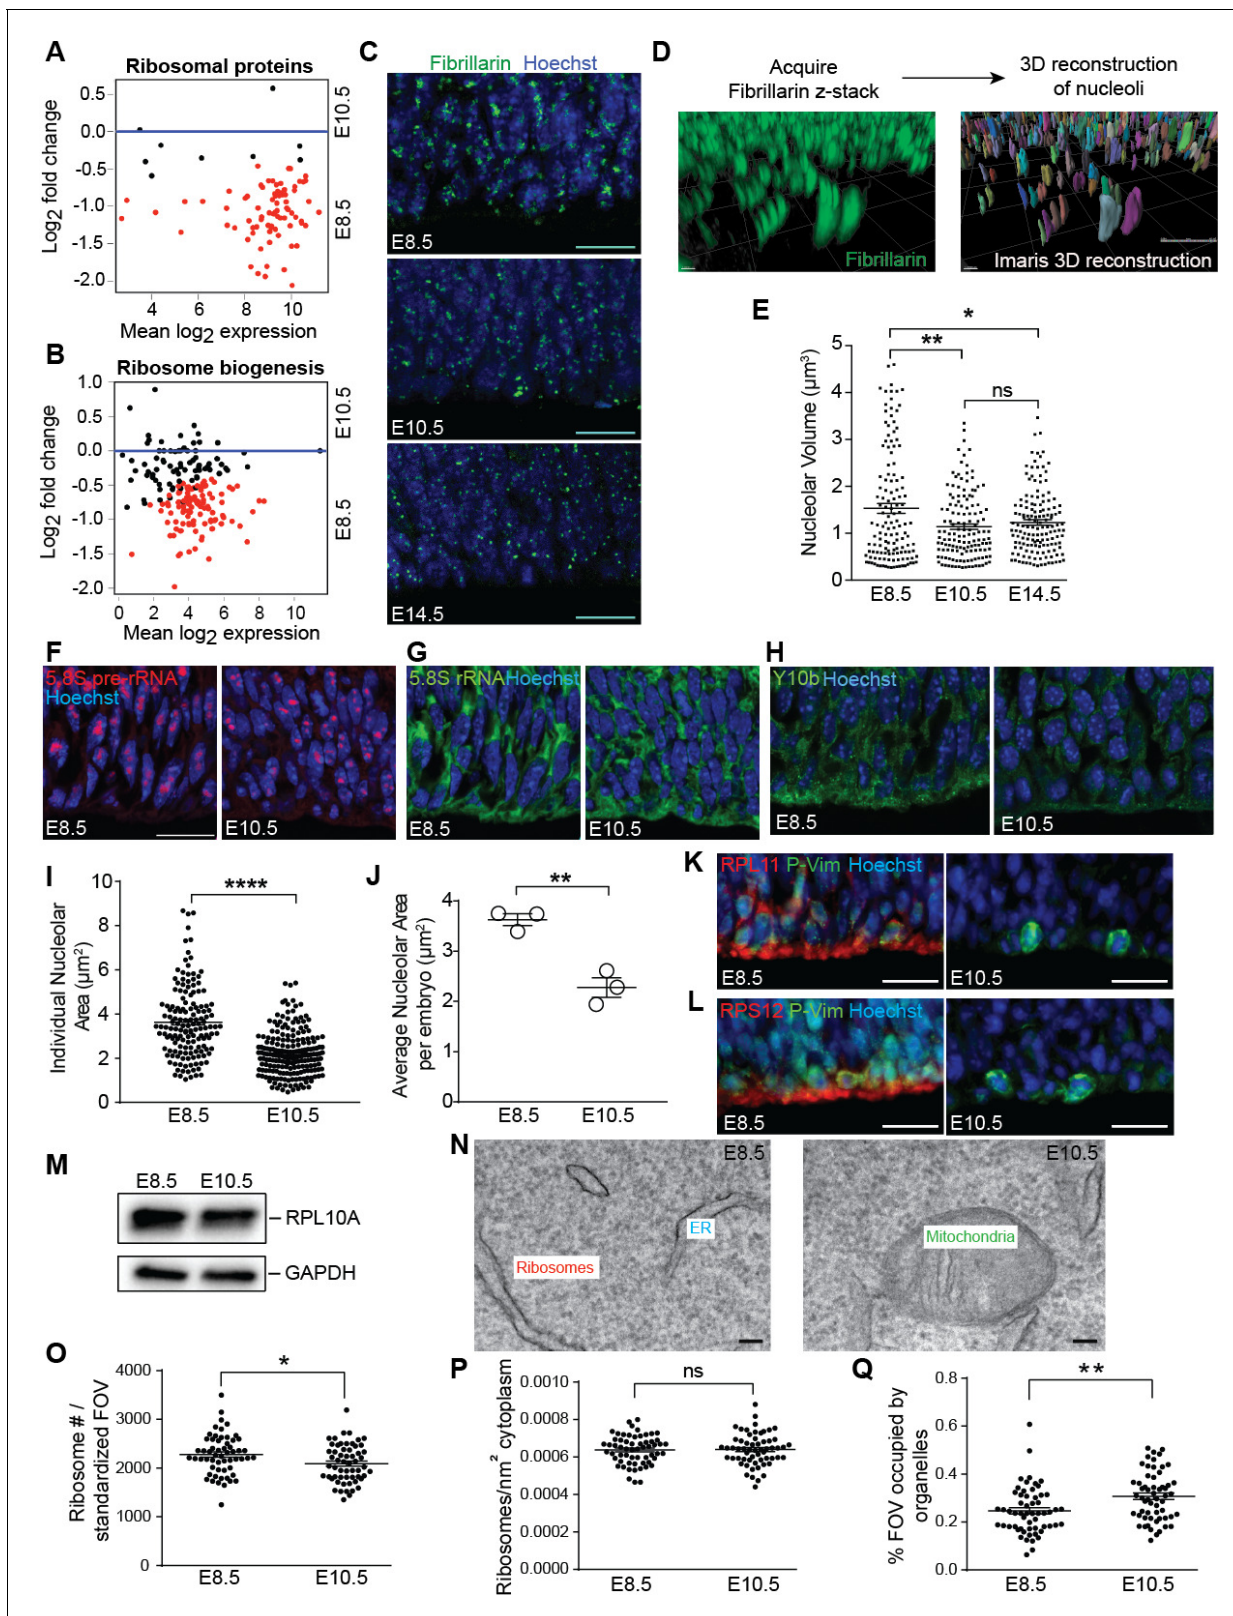 A
Ribosomal proteins
Log2 fold change
0.5
0.0
-0.5
-1.0
-1.5
-2.0
E10.5
E8.5
4 6 8 10
Mean log2 expression
B
Ribosome biogenesis
Log2 fold change
1.0
0.5
0.0
-0.5
-1.0
-1.5
-2.0
E10.5
E8.5
0 2 4 6 8 10
Mean log2 expression
C
Fibrillarin Hoechst
E8.5
E10.5
E14.5
D
Acquire
Fibrillarin z-stack
3D reconstruction
of nucleoli
Fibrillarin
Imaris 3D reconstruction
E
Nucleolar Volume (µm³)
5
4
3
2
1
0
*
**
ns
E8.5 E10.5 E14.5
F
5.8S pre-rRNA
Hoechst
E8.5
E10.5
G
5.8S rRNA Hoechst
E8.5
E10.5
H
Y10b Hoechst
E8.5
E10.5
I
Individual Nucleolar
Area (µm²)
10
8
6
4
2
0
****
E8.5 E10.5
J
Average Nucleolar Area
per embryo (µm²)
4
3
2
1
0
**
E8.5 E10.5
K
RPL11 P-Vim Hoechst
E8.5
E10.5
L
RPS12 P-Vim Hoechst
E8.5
E10.5
M
E8.5 E10.5
RPL10A
GAPDH
N
E8.5
Ribosomes
ER
E10.5
Mitochondria
O
Ribosome # /
standardized FOV
4000
3000
2000
1000
0
*
E8.5 E10.5
P
Ribosomes/nm² cytoplasm
0.0010
0.0008
0.0006
0.0004
0.0002
0.0000
ns
E8.5 E10.5
Q
% FOV occupied by
organelles
0.8
0.6
0.4
0.2
0.0
**
E8.5 E10.5